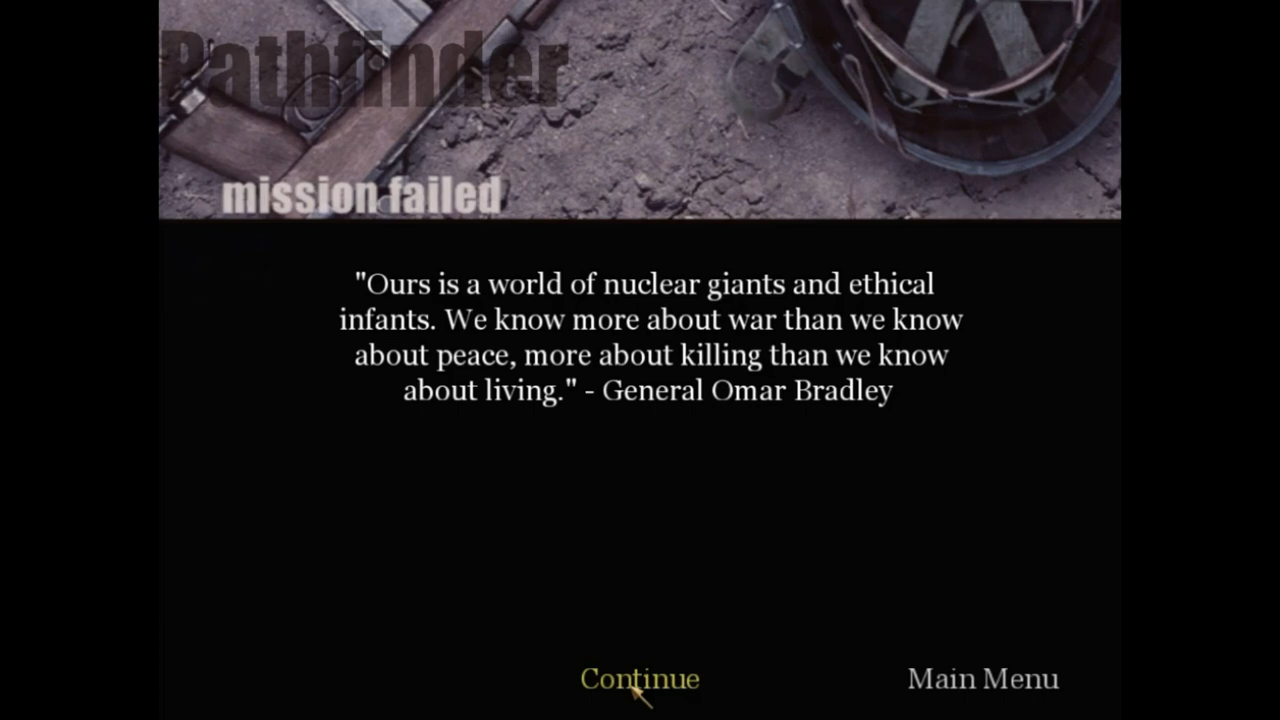 Pathfinder
mission failed
"Ours is a world of nuclear giants and ethical
infants. We know more about war than we know
about peace, more about killing than we know
about living." - General Omar Bradley
Continue
Main Menu